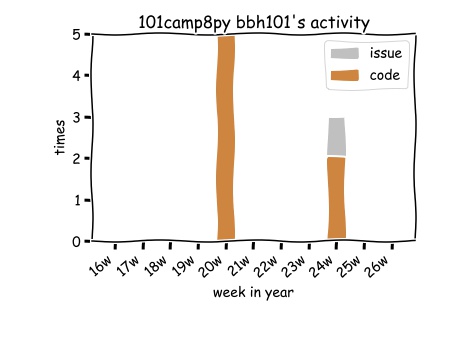 101camp8py bbh101's activity
issue
code
times
5
4
3
2
1
0
16w 17w 18w 19w 20w 21w 22w 23w 24w 25w 26w
week in year